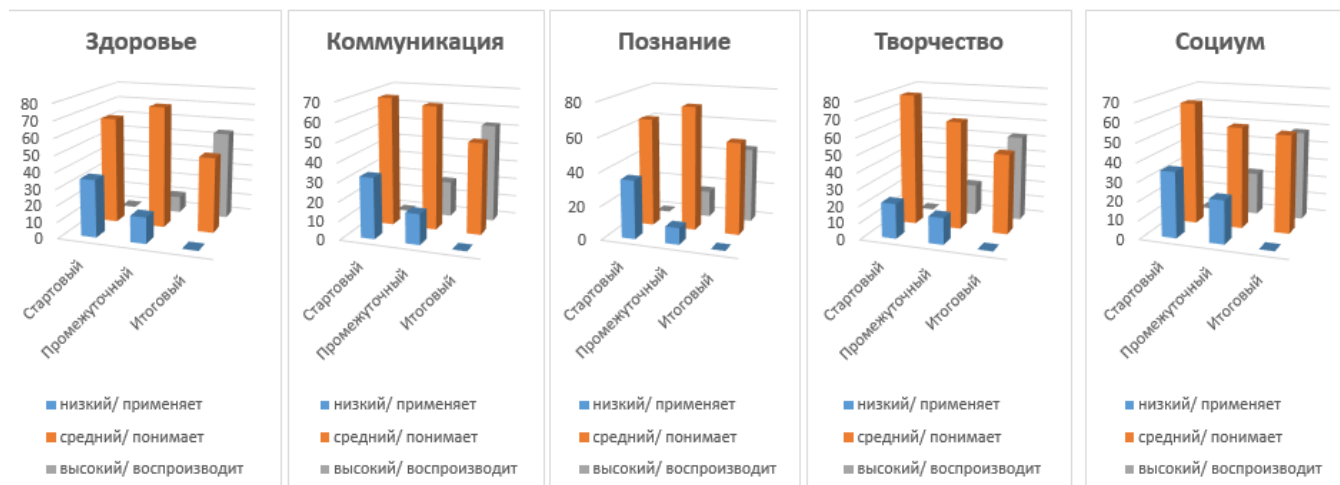 Здоровье
80
70
60
50
40
30
20
10
0
Стартовый
Промежуточный
Итоговый
низкий/ применяет
средний/ понимает
высокий/ воспроизводит
Коммуникация
70
60
50
40
30
20
10
0
Стартовый
Промежуточный
Итоговый
низкий/ применяет
средний/ понимает
высокий/ воспроизводит
Познание
80
60
40
20
0
Стартовый
Промежуточный
Итоговый
низкий/ применяет
средний/ понимает
высокий/ воспроизводит
Творчество
80
70
60
50
40
30
20
10
0
Стартовый
Промежуточный
Итоговый
низкий/ применяет
средний/ понимает
высокий/ воспроизводит
Социум
70
60
50
40
30
20
10
0
Стартовый
Промежуточный
Итоговый
низкий/ применяет
средний/ понимает
высокий/ воспроизводит